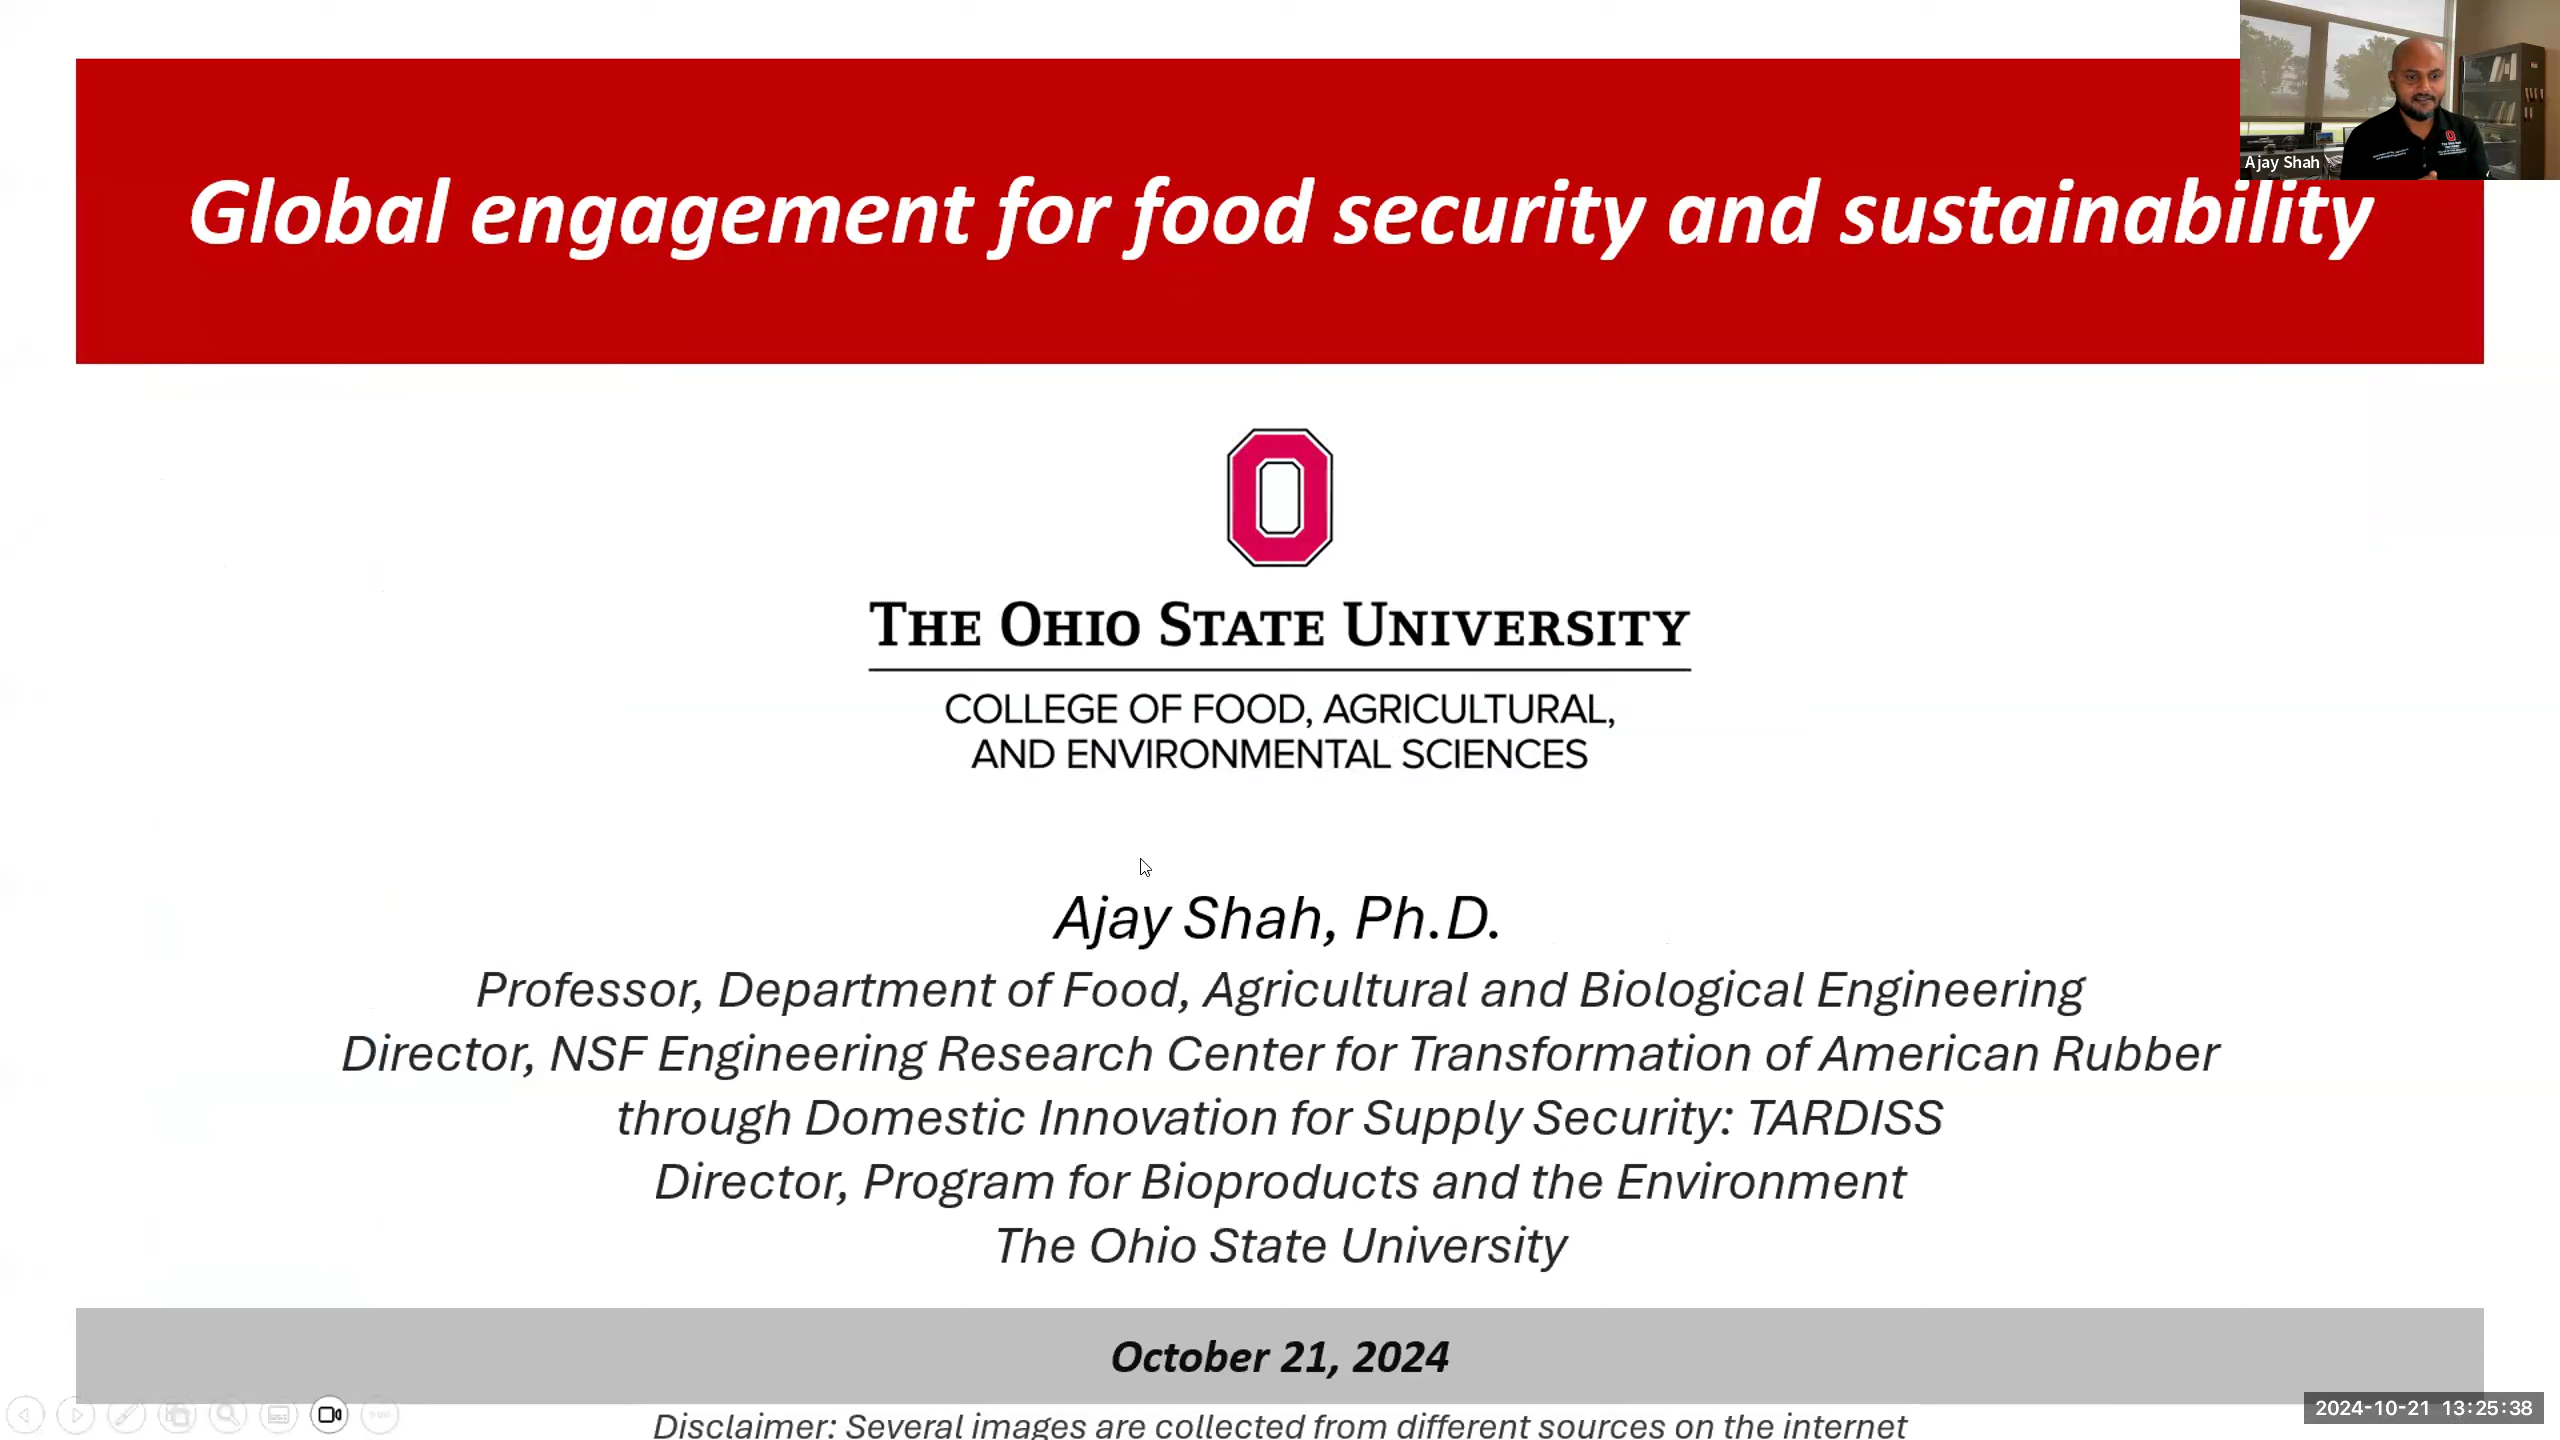 Ajay Shah
Global engagement for food security and sustainability
THE OHIO STATE UNIVERSITY
COLLEGE OF FOOD, AGRICULTURAL,
AND ENVIRONMENTAL SCIENCES
Ajay Shah, Ph.D.
Professor, Department of Food, Agricultural and Biological Engineering
Director, NSF Engineering Research Center for Transformation of American Rubber
through Domestic Innovation for Supply Security: TARDISS
Director, Program for Bioproducts and the Environment
The Ohio State University
October 21, 2024
2024-10-21 13:25:38
Disclaimer: Several images are collected from different sources on the internet